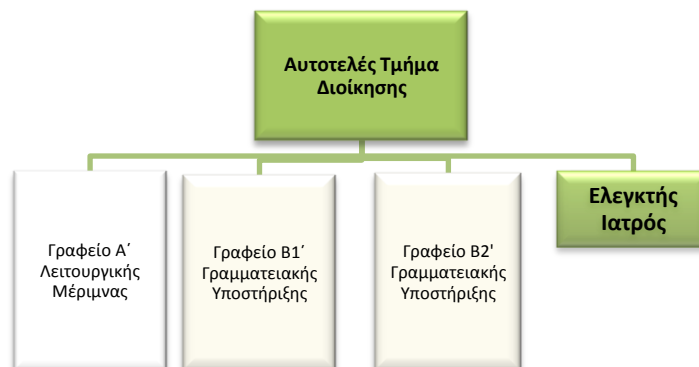 Αυτοτελές Τμήμα
Διοίκησης
Γραφείο Α΄
Λειτουργικής
Μέριμνας
Γραφείο Β1΄
Γραμματειακής
Υποστήριξης
Γραφείο Β2'
Γραμματειακής
Υποστήριξης
Ελεγκτής
Ιατρός